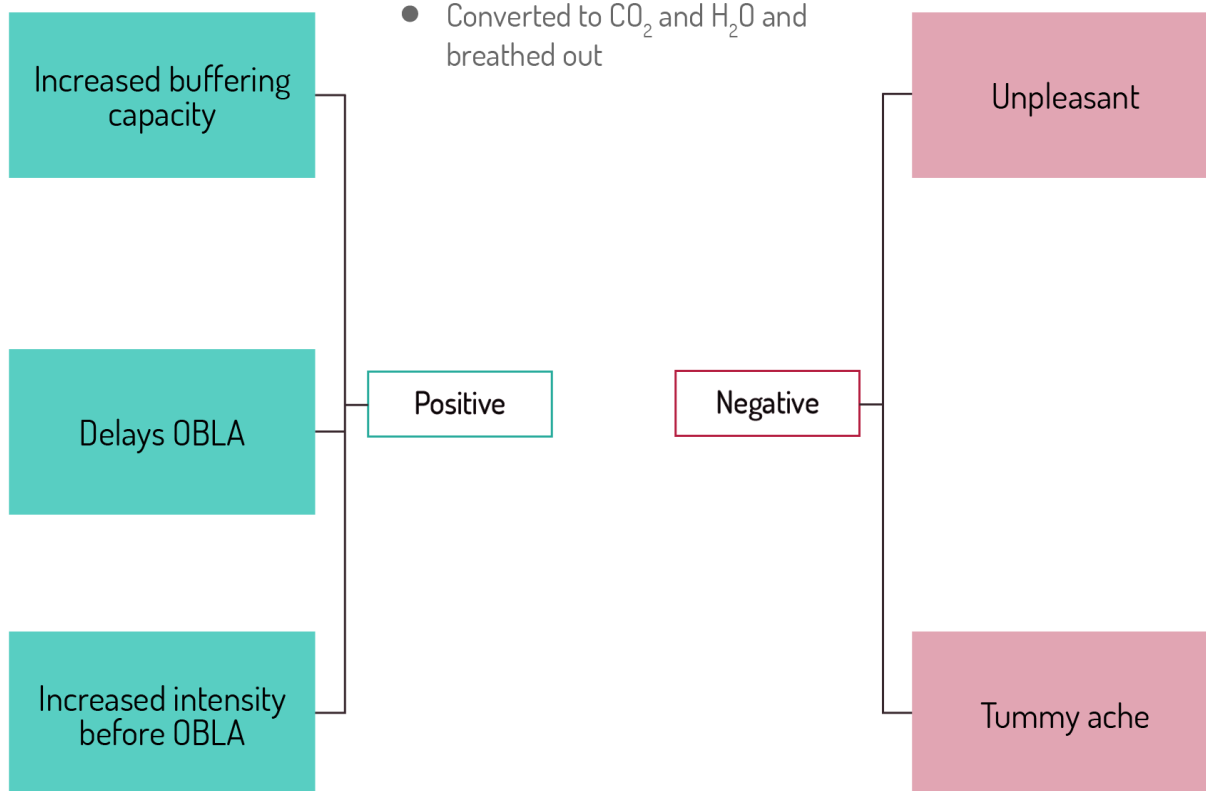 ● Converted to CO₂ and H₂O and
breathed out
Increased buffering
capacity
Delays OBLA
Increased intensity
before OBLA
Positive
Negative
Unpleasant
Tummy ache